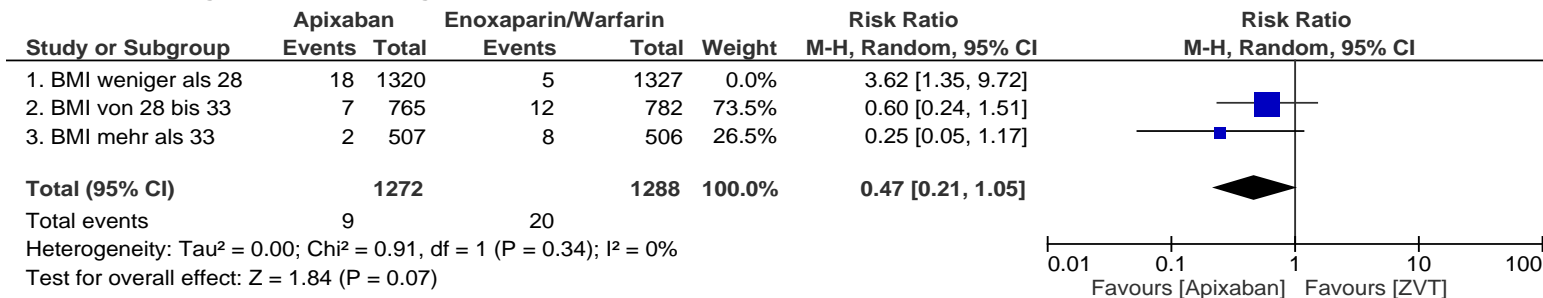 Apixaban Enoxaparin/Warfarin Risk Ratio Risk Ratio
Study or Subgroup Events Total Events Total Weight M-H, Random, 95% CI M-H, Random, 95% CI
1. BMI weniger als 28 18 1320 5 1327 0.0% 3.62 [1.35, 9.72]
2. BMI von 28 bis 33 7 765 12 782 73.5% 0.60 [0.24, 1.51]
3. BMI mehr als 33 2 507 8 506 26.5% 0.25 [0.05, 1.17]
Total (95% CI) 1272 1288 100.0% 0.47 [0.21, 1.05]
Total events 9 20
Heterogeneity: Tau² = 0.00; Chi² = 0.91, df = 1 (P = 0.34); I² = 0%
Test for overall effect: Z = 1.84 (P = 0.07)
0.01 0.1 1 10 100
Favours [Apixaban] Favours [ZVT]